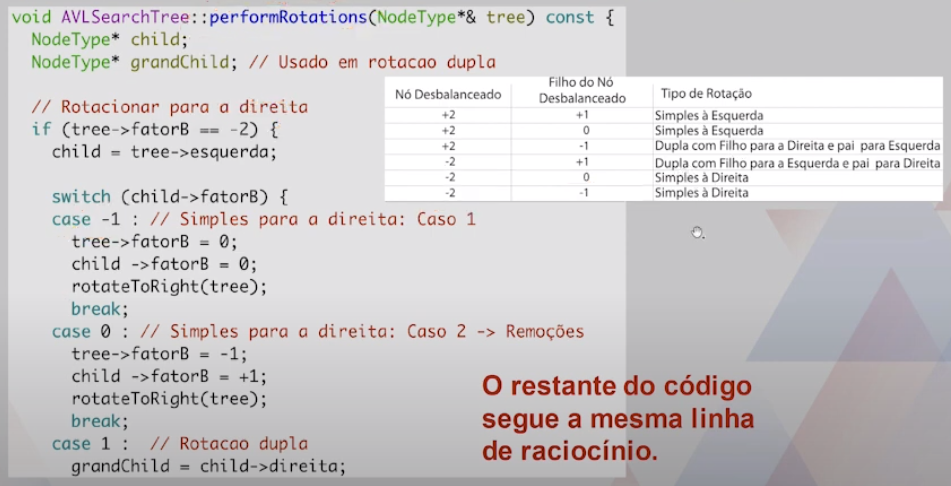 void AVLSearchTree::performRotations(NodeType*& tree) const {
NodeType* child;
NodeType* grandChild; // Usado em rotacao dupla
// Rotacionar para a direita
if (tree->fatorB == -2) {
child = tree->esquerda;
switch (child->fatorB) {
case -1 : // Simples para a direita: Caso 1
tree->fatorB = 0;
child ->fatorB = 0;
rotateToRight(tree);
break;
case 0 : // Simples para a direita: Caso 2 -> Remoções
tree->fatorB = -1;
child ->fatorB = +1;
rotateToRight(tree);
break;
case 1 : // Rotacao dupla
grandChild = child->direita;
Nó Desbalanceado Filho do Nó Desbalanceado Tipo de Rotação
+2 +1 Simples à Esquerda
+2 0 Simples à Esquerda
+2 -1 Dupla com Filho para a Direita e pai para Esquerda
-2 +1 Dupla com Filho para a Esquerda e pai para Direita
-2 0 Simples à Direita
-2 -1 Simples à Direita
O restante do código
segue a mesma linha
de raciocínio.